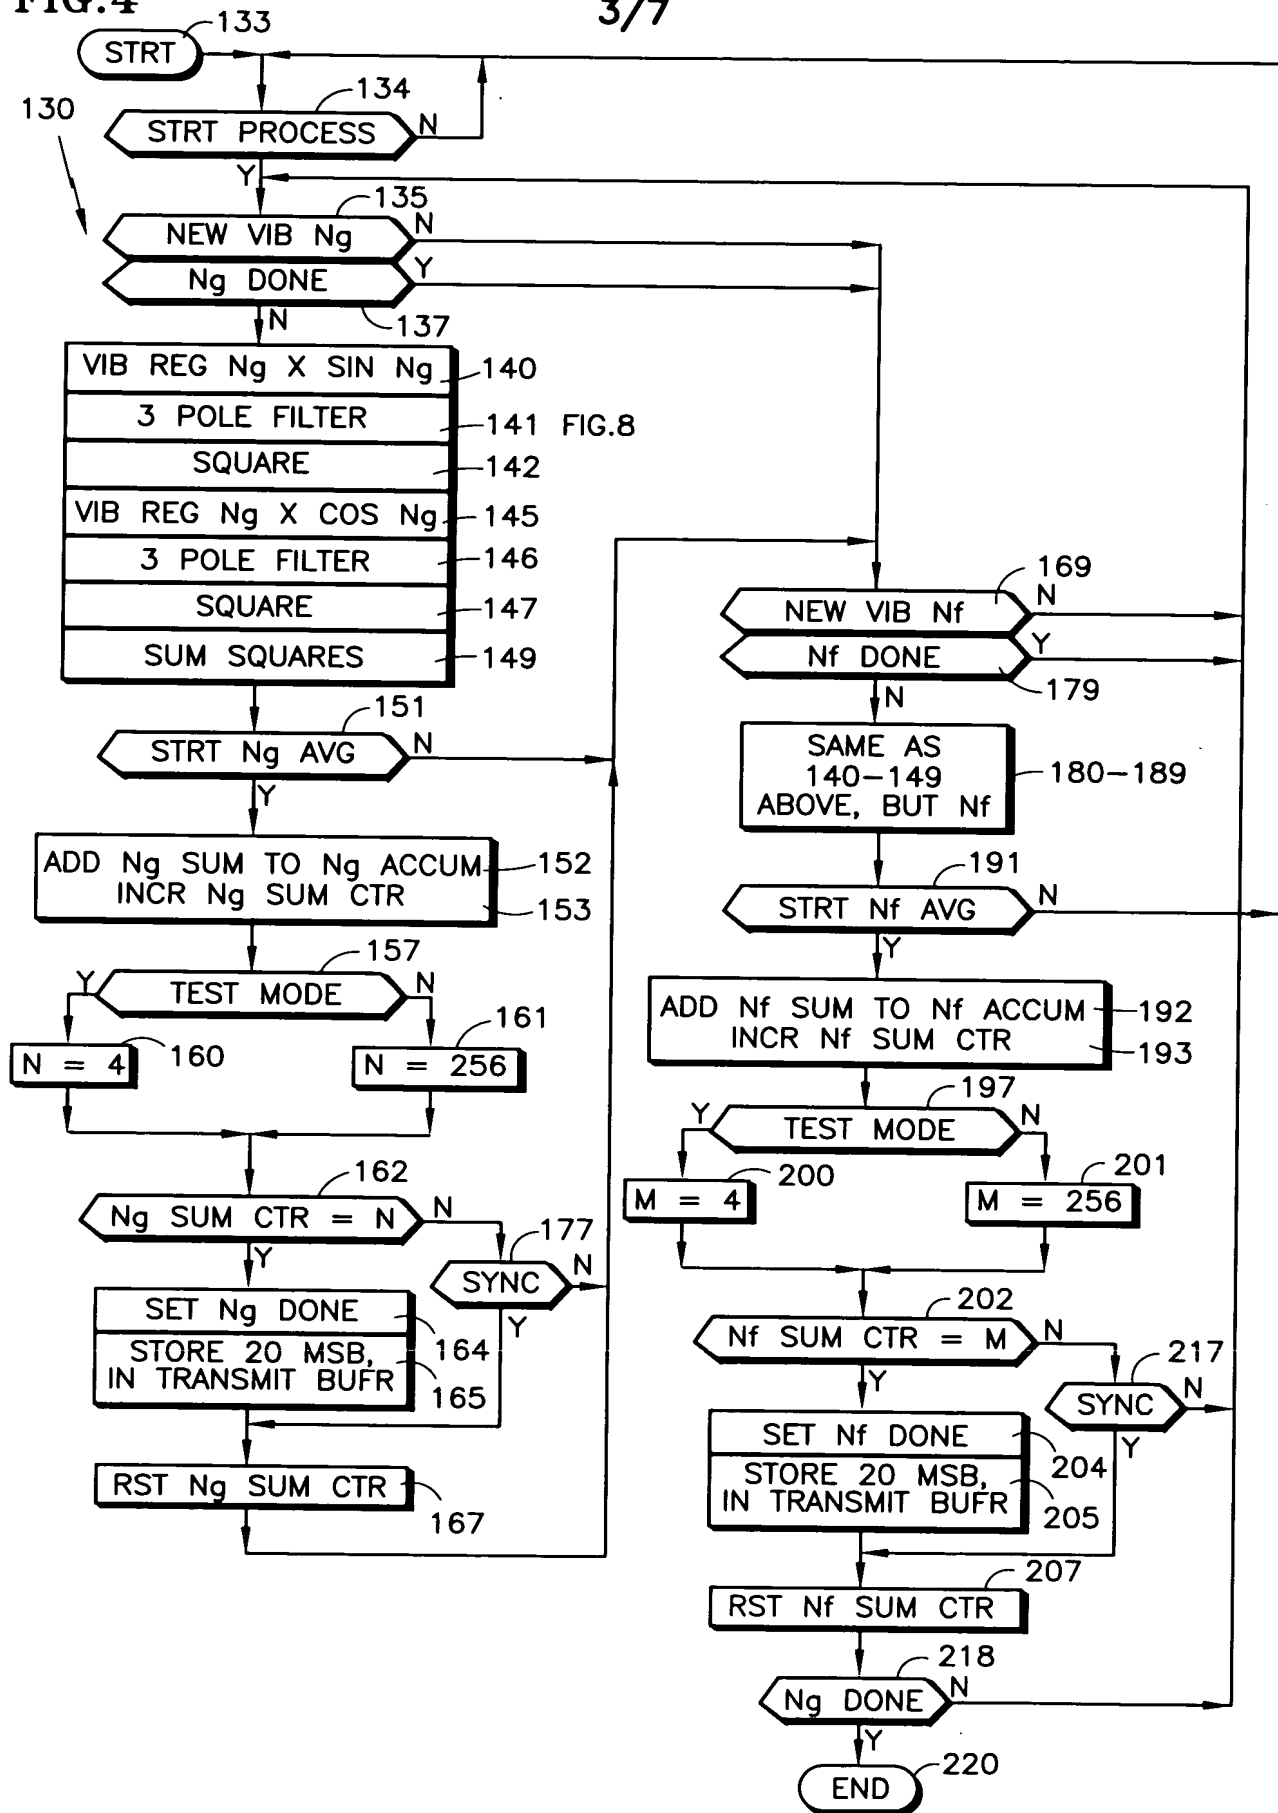 FIG.4
3/7
133
STRT
134
130
STRT PROCESS
N
Y
135
NEW VIB Ng
N
Ng DONE
Y
137
N
VIB REG Ng X SIN Ng
140
3 POLE FILTER
141 FIG.8
SQUARE
142
VIB REG Ng X COS Ng
145
3 POLE FILTER
146
SQUARE
147
SUM SQUARES
149
151
STRT Ng AVG
N
Y
ADD Ng SUM TO Ng ACCUM
152
INCR Ng SUM CTR
153
157
Y
TEST MODE
N
160
N = 4
161
N = 256
162
Ng SUM CTR = N
N
Y
177
SYNC
N
Y
SET Ng DONE
164
STORE 20 MSB,
IN TRANSMIT BUFR
165
RST Ng SUM CTR
167
169
NEW VIB Nf
N
Nf DONE
Y
179
N
SAME AS
140-149
ABOVE, BUT Nf
180-189
191
STRT Nf AVG
N
Y
ADD Nf SUM TO Nf ACCUM
192
INCR Nf SUM CTR
193
197
Y
TEST MODE
N
200
M = 4
201
M = 256
202
Nf SUM CTR = M
N
Y
217
SYNC
N
Y
SET Nf DONE
204
STORE 20 MSB,
IN TRANSMIT BUFR
205
207
RST Nf SUM CTR
218
Ng DONE
N
Y
220
END